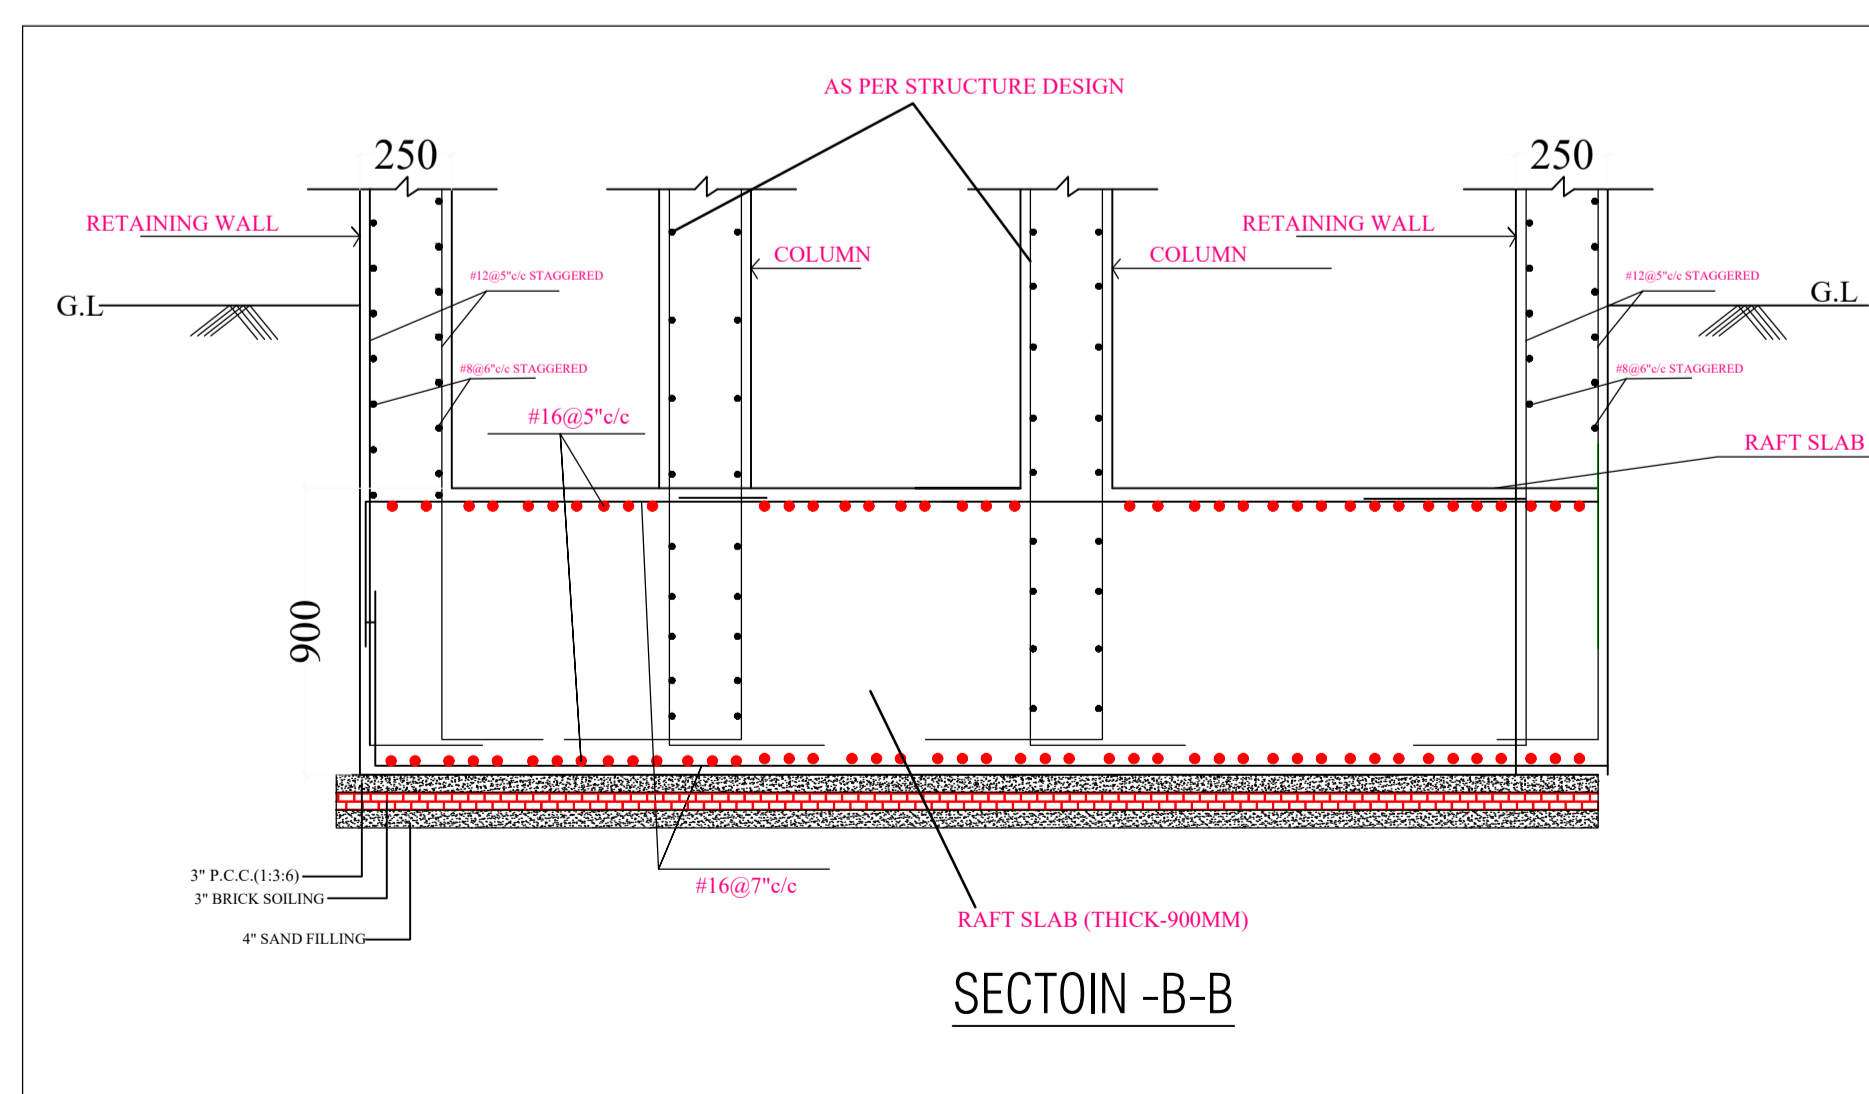 AS PER STRUCTURE DESIGN
250
250
RETAINING WALL
RETAINING WALL
COLUMN
COLUMN
#12@5"c/c STAGGERED
#12@5"c/c STAGGERED
G.L
G.L
#8@6"c/c STAGGERED
#8@6"c/c STAGGERED
#16@5"c/c
RAFT SLAB
900
3" P.C.C.(1:3:6)
#16@7"c/c
3" BRICK SOILING
RAFT SLAB (THICK-900MM)
4" SAND FILLING
SECTOIN -B-B